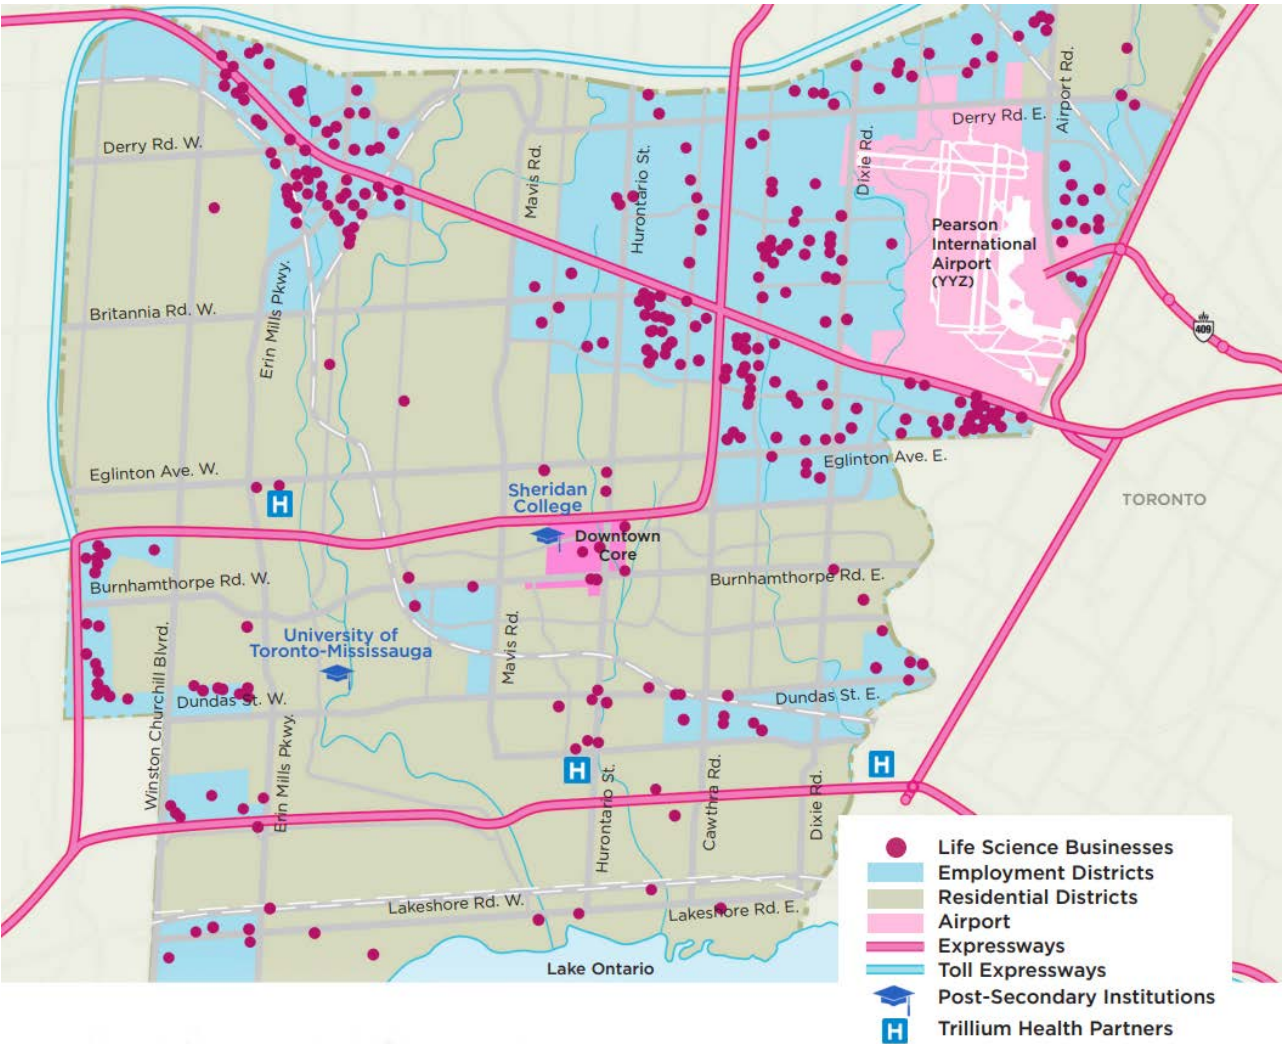 Airport Rd.
Derry Rd. E.
Dixie Rd.
Derry Rd. W.
Mavis Rd.
Hurontario St.
Pearson
International
Airport
(YYZ)
Erin Mills Pkwy.
Britannia Rd. W.
409
Eglinton Ave. W.
Eglinton Ave. E.
H
Sheridan
College
TORONTO
Downtown
Core
Burnhamthorpe Rd. W.
Burnhamthorpe Rd. E.
University of
Toronto-Mississauga
Mavis Rd.
Winston Churchill Blvrd.
Dundas St. W.
Dundas St. E.
Erin Mills Pkwy.
H
H
Hurontario St.
Cawthra Rd.
Dixie Rd.
Lakeshore Rd. W.
Lakeshore Rd. E.
Lake Ontario
Life Science Businesses
Employment Districts
Residential Districts
Airport
Expressways
Toll Expressways
Post-Secondary Institutions
H Trillium Health Partners